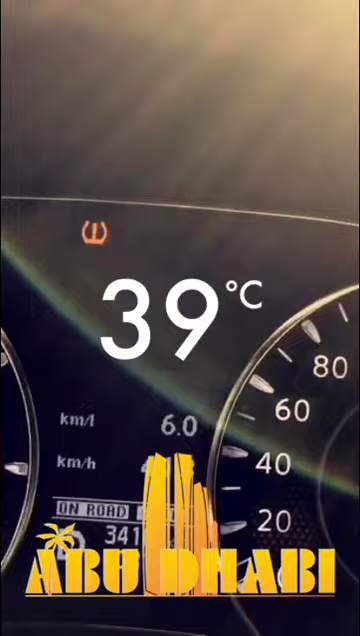 39°C
80
km/l 6.0
60
km/h
40
ON ROAD
20
341
ABU DHABI